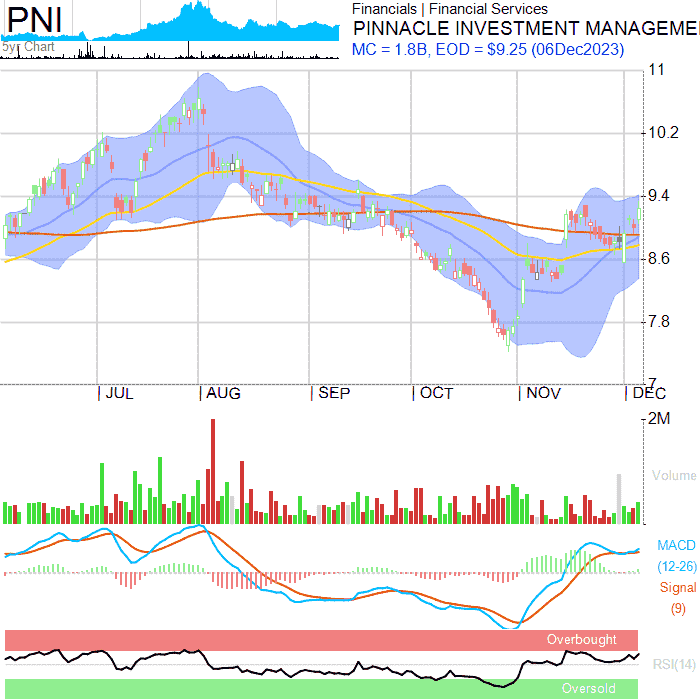 PNI
5yr Chart
Financials | Financial Services
PINNACLE INVESTMENT MANAGEME
MC = 1.8B, EOD = $9.25 (06Dec2023)
11
10.2
9.4
8.6
7.8
7
JUL AUG SEP OCT NOV DEC
2M
Volume
MACD
(12-26)
Signal
(9)
Overbought
RSI(14)
Oversold